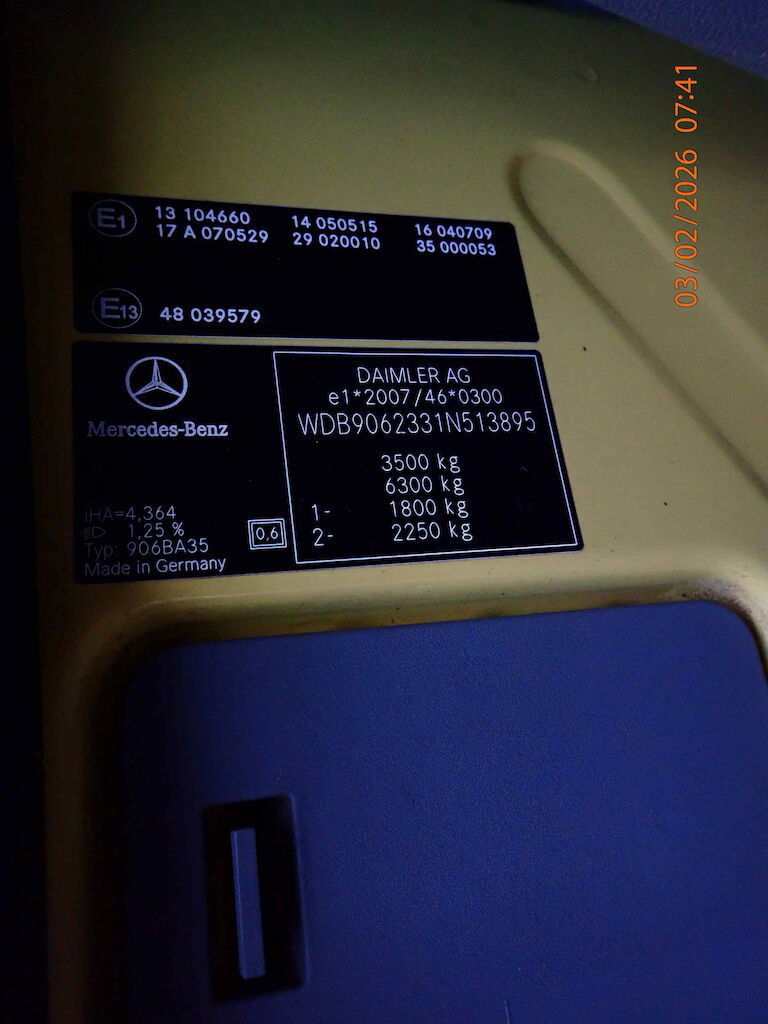 03/02/2026 07:41
E1 13 104660 14 050515 16 040709
17 A 070529 29 020010 35 000053
E13 48 039579
Mercedes-Benz
DAIMLER AG
e1*2007/46*0300
WDB9062331N513895
3500 kg
6300 kg
1- 1800 kg
2- 2250 kg
iHA=4,364
1,25 %
Typ: 906BA35
Made in Germany
0,6